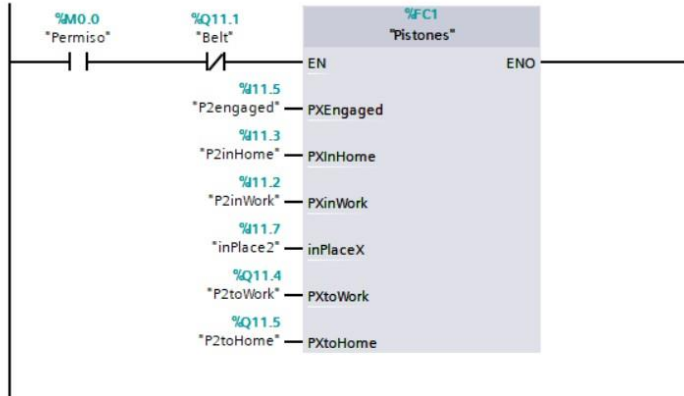 %M0.0 %Q11.1 %FC1
"Permiso" "Belt" "Pistones"
EN ENO
%I11.5
"P2engaged" PXEngaged
%I11.3
"P2inHome" PXInHome
%I11.2
"P2inWork" PXinWork
%I11.7
"inPlace2" inPlaceX
%Q11.4
"P2toWork" PXtoWork
%Q11.5
"P2toHome" PXtoHome